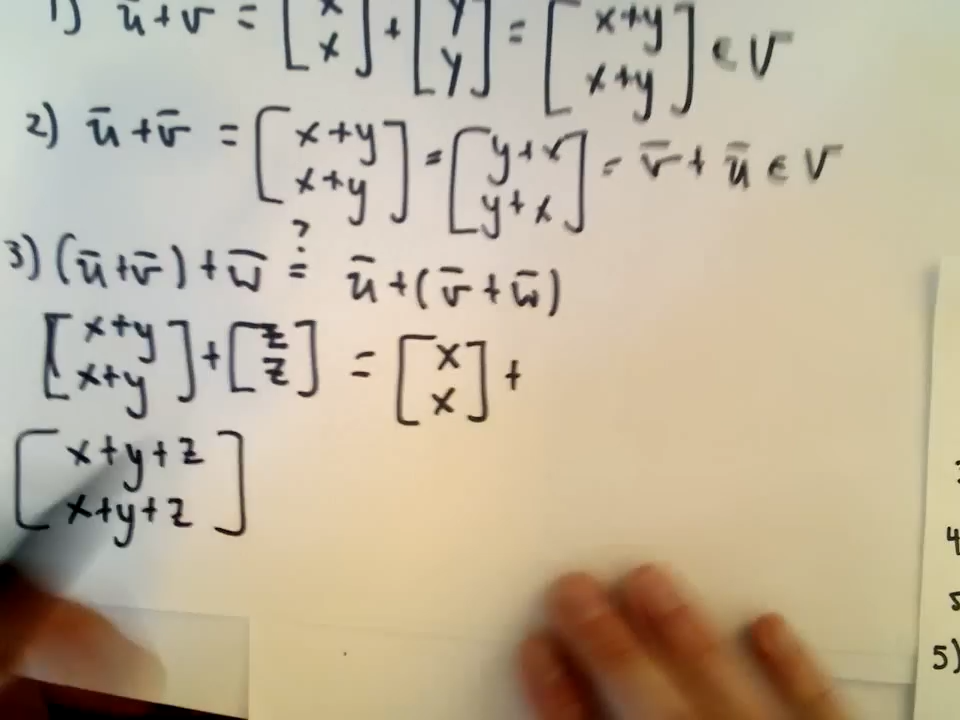 1) ū + v̄ = [x x] + [y y] = [x+y x+y] ∈ V
2) ū + v̄ = [x+y x+y] = [y+x y+x] = v̄ + ū ∈ V
3) (ū + v̄) + w̄ ≟ ū + (v̄ + w̄)
[x+y x+y] + [z z] = [x x] +
[x+y+z x+y+z]
4
5)